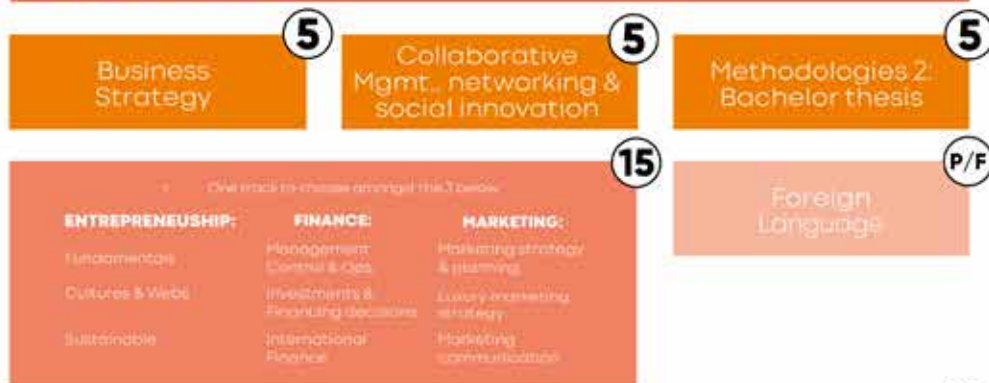 5
Business
Strategy
5
Collaborative
Mgmt., networking &
social innovation
5
Methodologies 2:
Bachelor thesis
15
One track to choose amongst the 3 below
ENTREPRENEUSHIP:
Fundamentals
Cultures & Webs
Sustainable
FINANCE:
Management
Control & Ops
Investments &
Financing decisions
International
Finance
MARKETING:
Marketing strategy
& planning
Luxury marketing
strategy
Marketing
communication
P/F
Foreign
Language